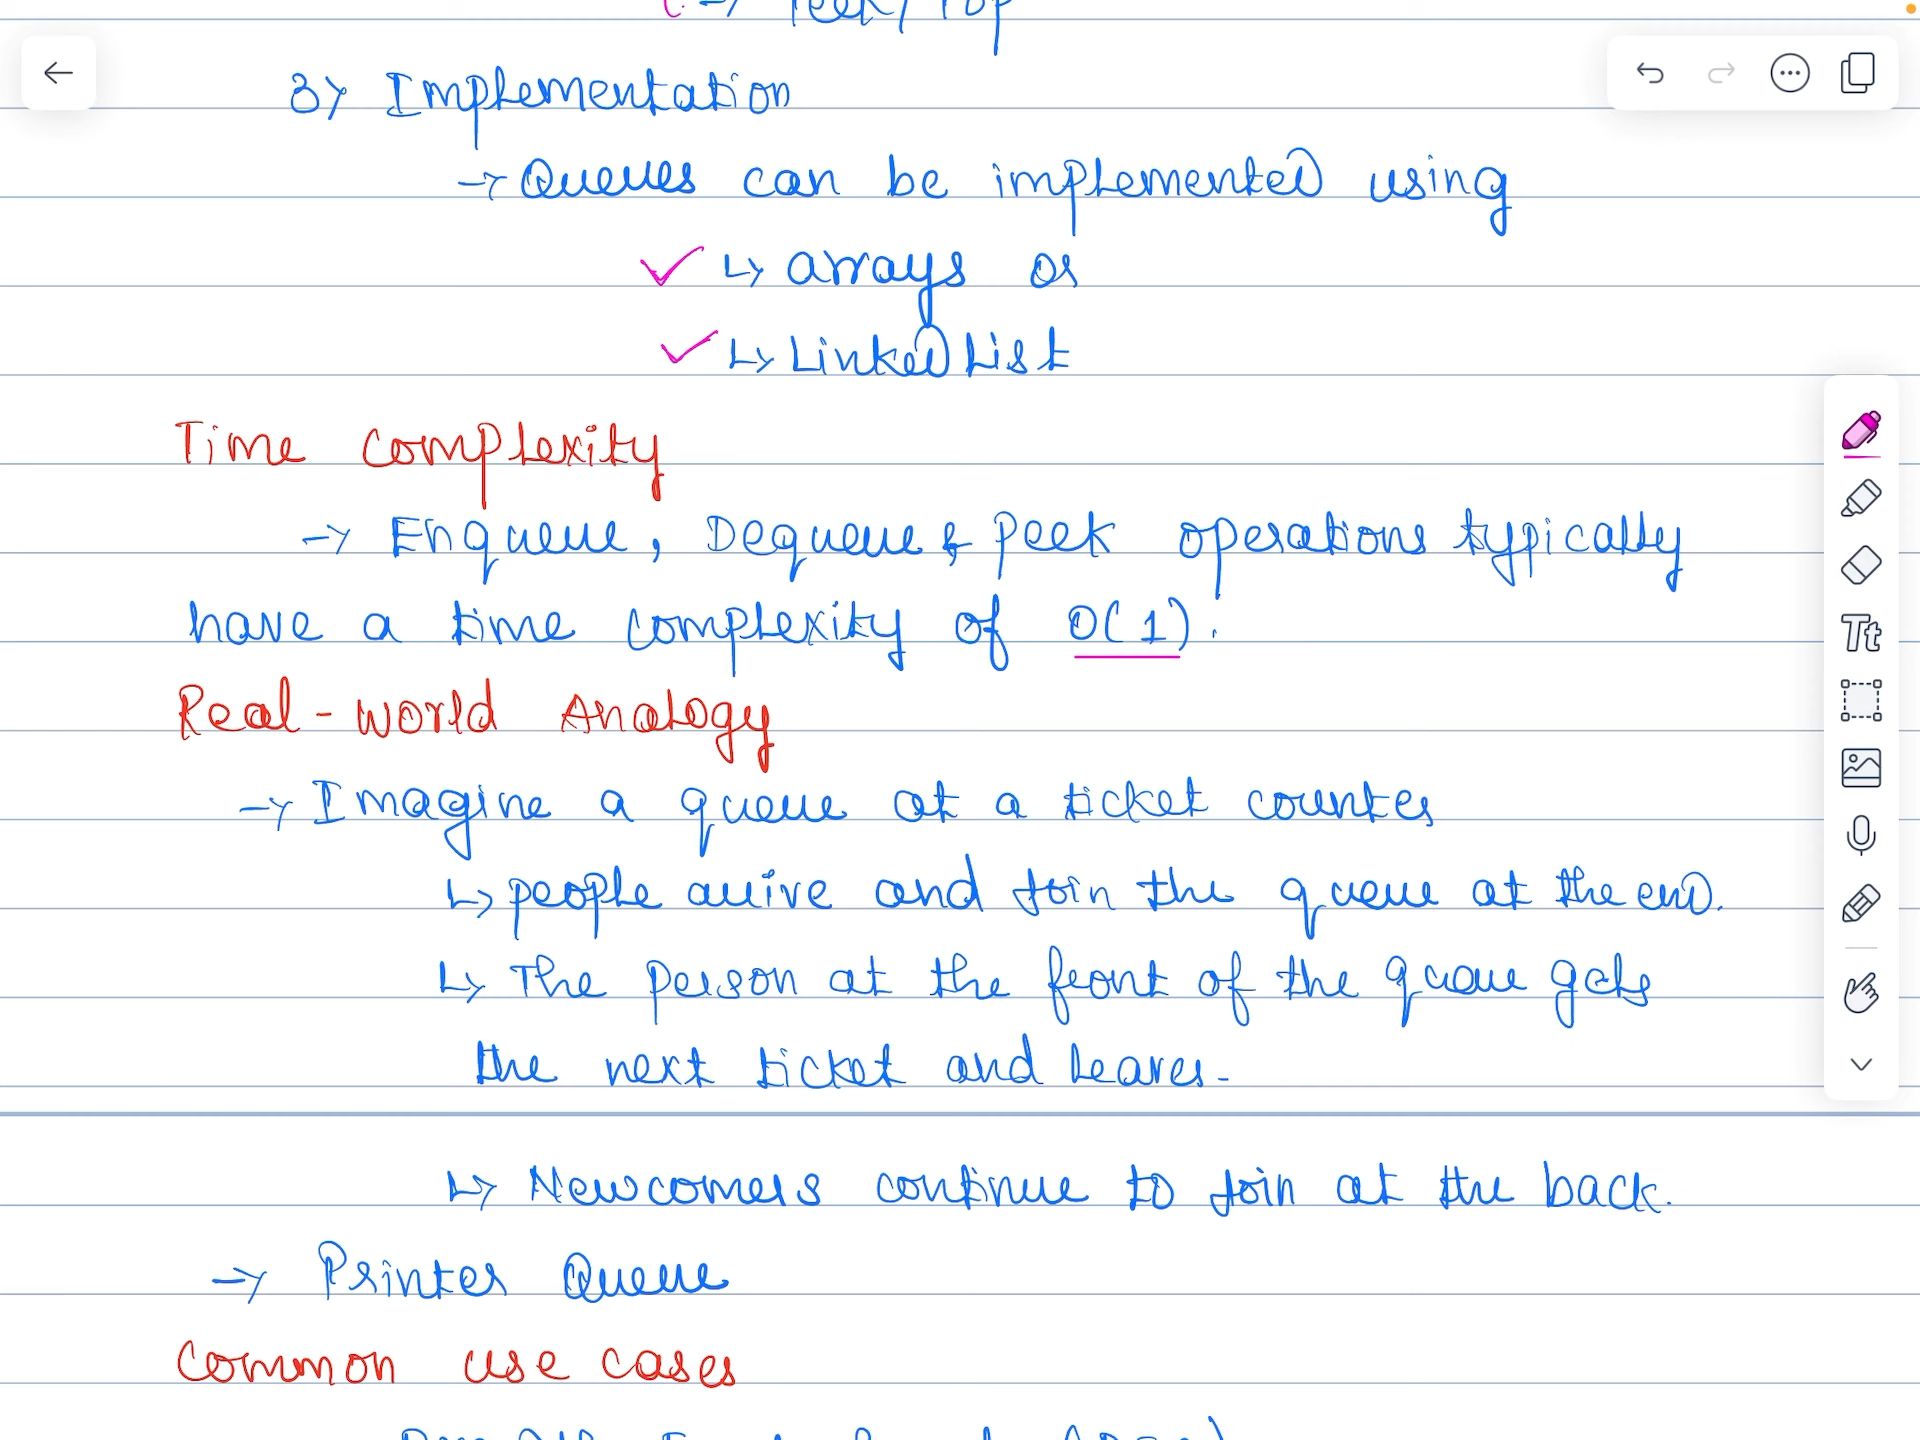 → Peek / Top
3> Implementation
→ Queues can be implemented using
↳ arrays or
↳ Linked List
Time Complexity
→ Enqueue, Dequeue & Peek operations typically
have a time complexity of O(1).
Real-World Analogy
→ Imagine a queue at a ticket counter
↳ people arrive and join the queue at the end.
↳ The person at the front of the queue gets
the next ticket and leaves.
↳ Newcomers continue to join at the back.
→ Printer Queue
Common use cases
Tt